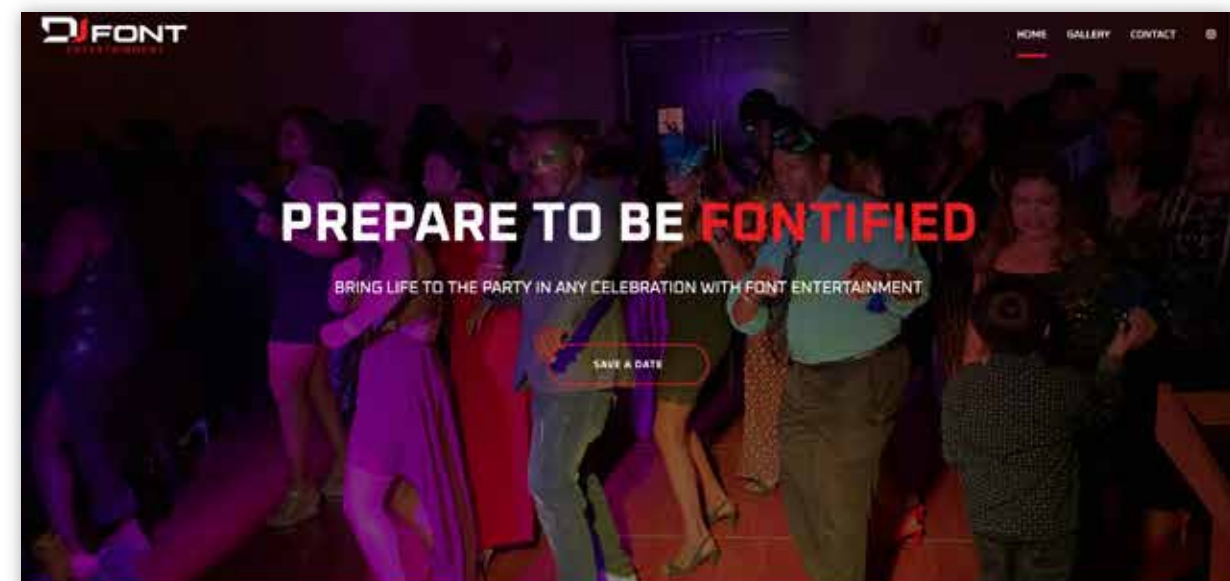 DJ FONT
ENTERTAINMENT
HOME GALLERY CONTACT
PREPARE TO BE FONTIFIED
BRING LIFE TO THE PARTY IN ANY CELEBRATION WITH FONT ENTERTAINMENT
SAVE A DATE